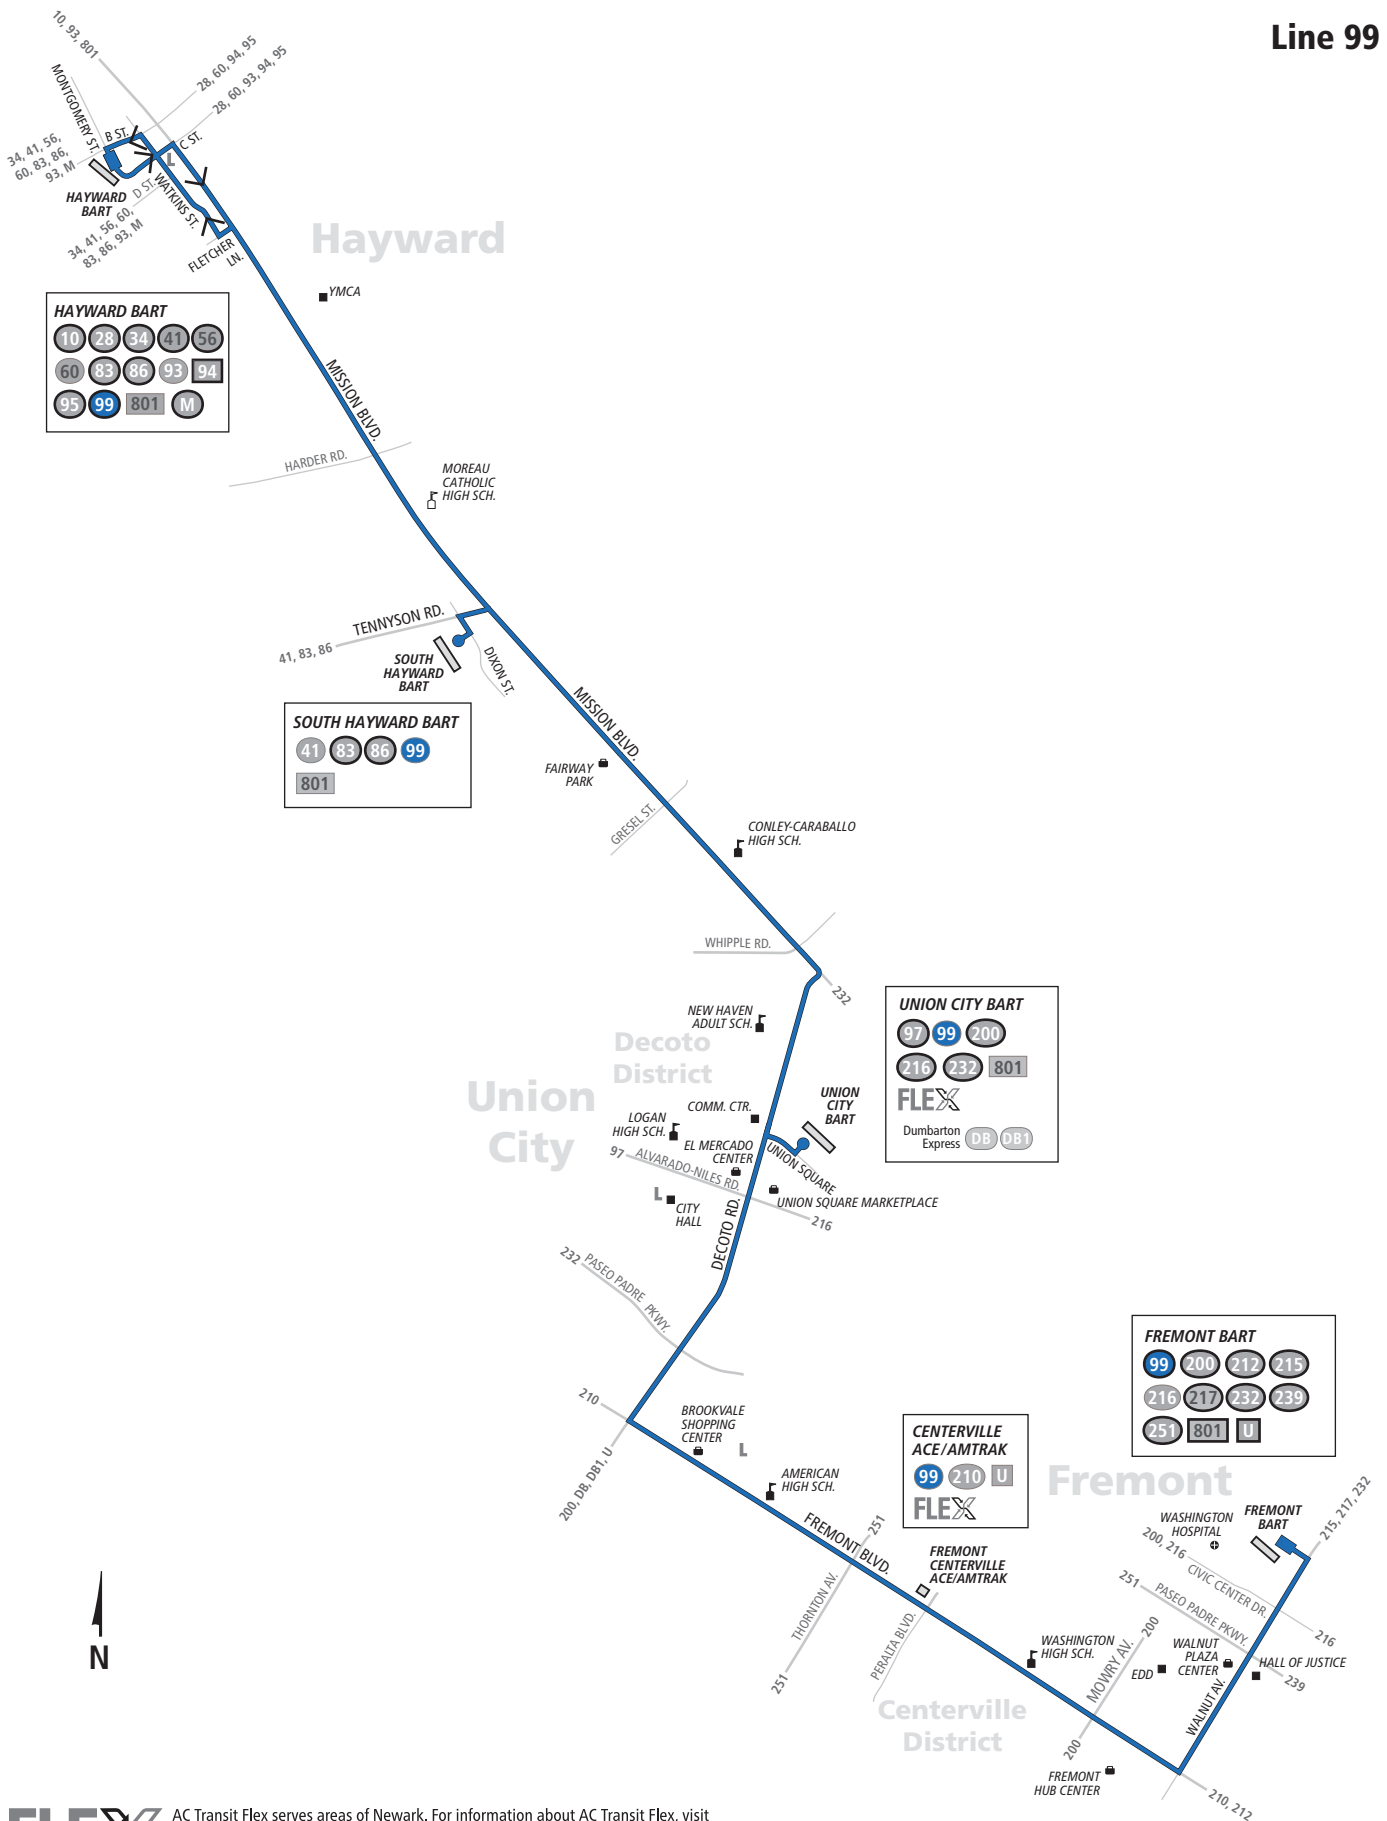 Line 99
10, 93, 801
28, 60, 94, 95
28, 60, 93, 94, 95
MONTGOMERY ST.
B ST.
C ST.
34, 41, 56,
60, 83, 86,
93, M
L
HAYWARD
BART
D ST.
WATKINS ST.
34, 41, 56, 60,
83, 86, 93, M
FLETCHER
LN.
Hayward
YMCA
HAYWARD BART
10 28 34 41 56
60 83 86 93 94
95 99 801 M
MISSION BLVD.
HARDER RD.
MOREAU
CATHOLIC
HIGH SCH.
TENNYSON RD.
41, 83, 86
SOUTH
HAYWARD
BART
DIXON ST.
SOUTH HAYWARD BART
41 83 86 99
801
MISSION BLVD.
FAIRWAY
PARK
GRESEL ST.
CONLEY-CARABALLO
HIGH SCH.
WHIPPLE RD.
232
NEW HAVEN
ADULT SCH.
Decoto
District
UNION CITY BART
97 99 200
216 232 801
FLEX
Dumbarton
Express DB DB1
Union
City
COMM. CTR.
UNION
CITY
BART
LOGAN
HIGH SCH.
EL MERCADO
CENTER
UNION SQUARE
97
ALVARADO-NILES RD.
L
CITY
HALL
UNION SQUARE MARKETPLACE
216
DECOTO RD.
232
PASEO PADRE PKWY.
210
BROOKVALE
SHOPPING
CENTER
L
200, DB, DB1, U
AMERICAN
HIGH SCH.
FREMONT BLVD.
CENTERVILLE
ACE/AMTRAK
99 210 U
FLEX
FREMONT BART
99 200 212 215
216 217 232 239
251 801 U
Fremont
251
THORNTON AV.
251
FREMONT
CENTERVILLE
ACE/AMTRAK
PERALTA BLVD.
WASHINGTON
HOSPITAL
FREMONT
BART
215, 217, 232
200, 216
CIVIC CENTER DR.
216
251
PASEO PADRE PKWY.
239
WASHINGTON
HIGH SCH.
200
MOWRY AV.
200
EDD
WALNUT
PLAZA
CENTER
HALL OF JUSTICE
WALNUT AV.
Centerville
District
FREMONT
HUB CENTER
210, 212
N
FLEX
AC Transit Flex serves areas of Newark. For information about AC Transit Flex, visit